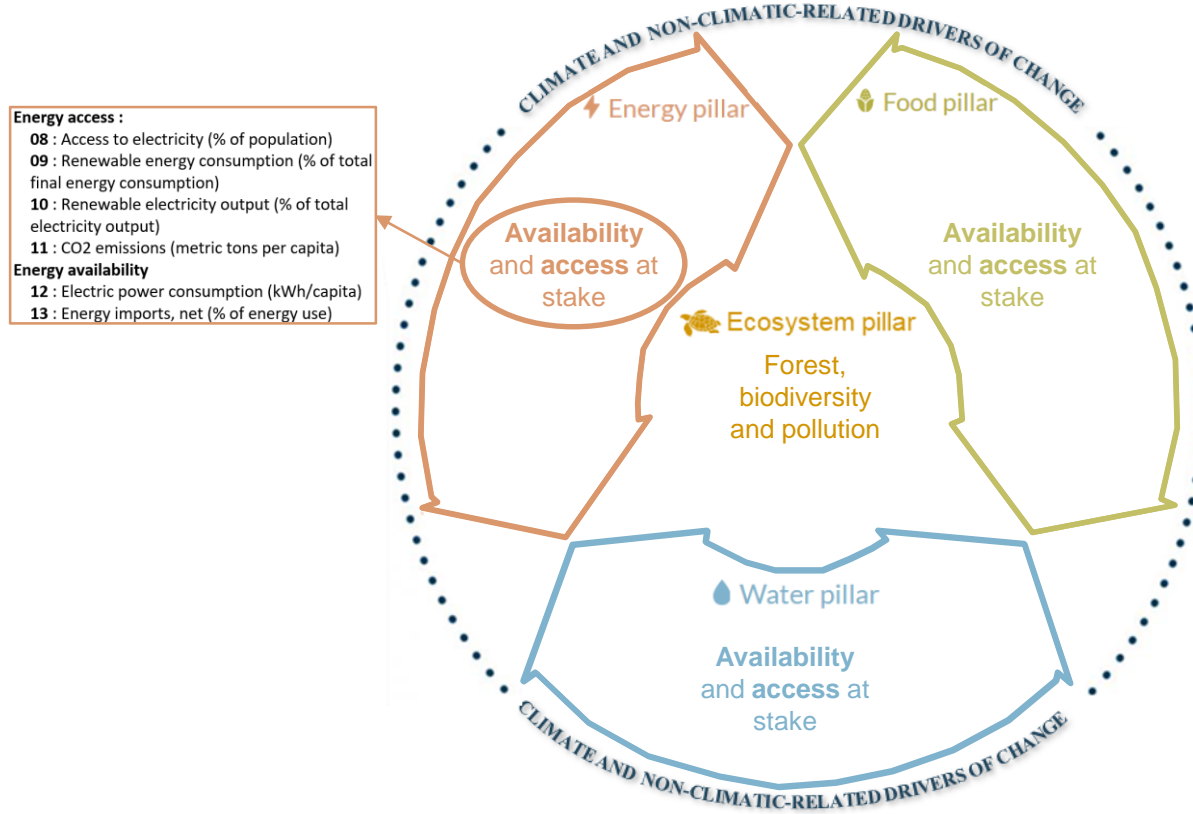 CLIMATE AND NON-CLIMATIC-RELATED DRIVERS OF CHANGE
Energy access :
08 : Access to electricity (% of population)
09 : Renewable energy consumption (% of total
final energy consumption)
10 : Renewable electricity output (% of total
electricity output)
11 : CO2 emissions (metric tons per capita)
Energy availability
12 : Electric power consumption (kWh/capita)
13 : Energy imports, net (% of energy use)
Energy pillar
Availability
and access at
stake
Food pillar
Availability
and access at
stake
Ecosystem pillar
Forest,
biodiversity
and pollution
Water pillar
Availability
and access at
stake
CLIMATE AND NON-CLIMATIC-RELATED DRIVERS OF CHANGE